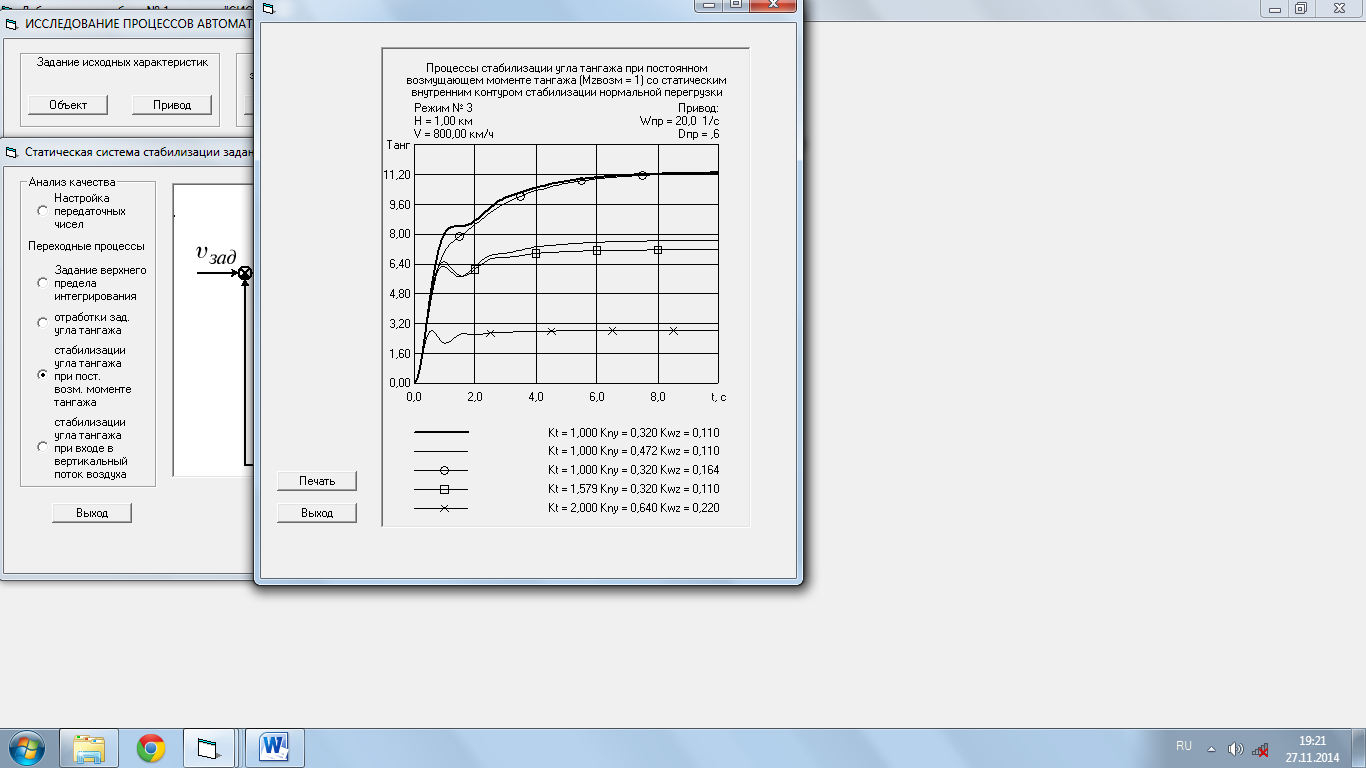 ИССЛЕДОВАНИЕ ПРОЦЕССОВ АВТОМАТ
Задание исходных характеристик
Объект
Привод
Статическая система стабилизации задан
Анализ качества
Настройка
передаточных
чисел
Переходные процессы
Задание верхнего
предела
интегрирования
отработки зад.
угла тангажа
стабилизации
угла тангажа
при пост.
возм. моменте
тангажа
стабилизации
угла тангажа
при входе в
вертикальный
поток воздуха
Выход
υзад
Печать
Выход
Процессы стабилизации угла тангажа при постоянном
возмущающем моменте тангажа (Mzвозм = 1) со статическим
внутренним контуром стабилизации нормальной перегрузки
Режим № 3
Привод:
H = 1,00 км
Wпр = 20,0 1/с
V = 800,00 км/ч
Dпр = ,6
Танг
11,20
9,60
8,00
6,40
4,80
3,20
1,60
0,00
0,0 2,0 4,0 6,0 8,0 t, с
Kt = 1,000 Kny = 0,320 Kwz = 0,110
Kt = 1,000 Kny = 0,472 Kwz = 0,110
Kt = 1,000 Kny = 0,320 Kwz = 0,164
Kt = 1,579 Kny = 0,320 Kwz = 0,110
Kt = 2,000 Kny = 0,640 Kwz = 0,220
RU
19:21
27.11.2014